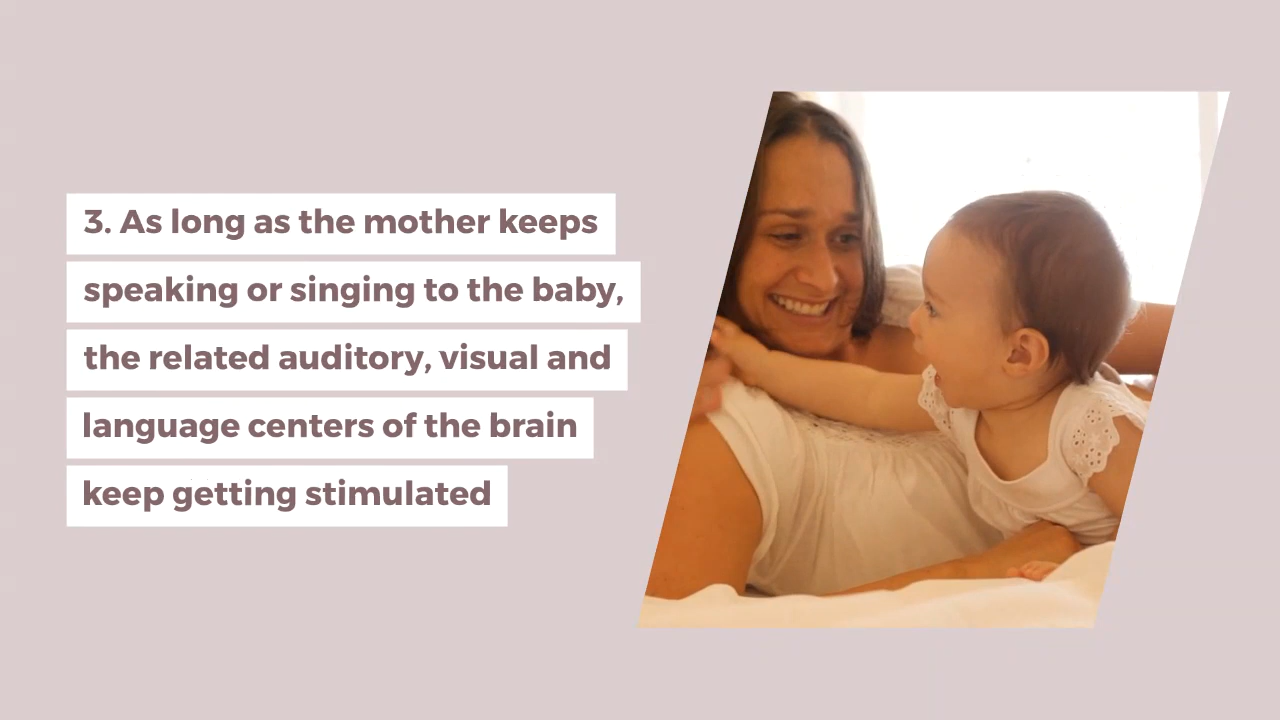 3. As long as the mother keeps
speaking or singing to the baby,
the related auditory, visual and
language centers of the brain
keep getting stimulated